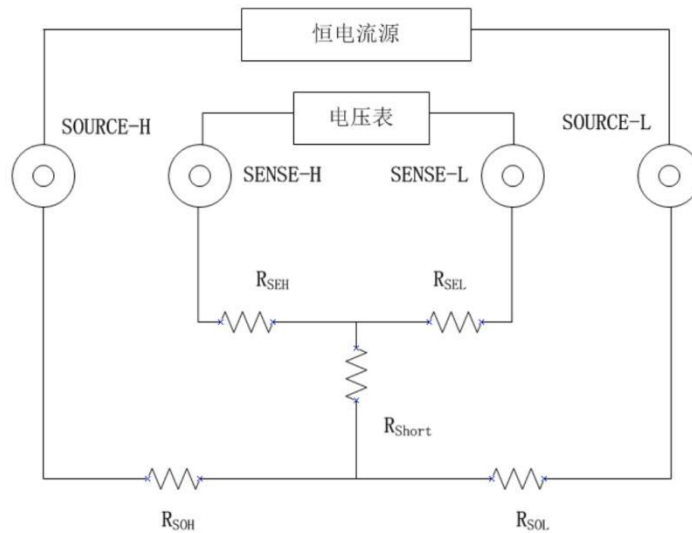 恒电流源
电压表
SOURCE-H
SOURCE-L
SENSE-H
SENSE-L
RSEH
RSEL
RShort
RSOH
RSOL